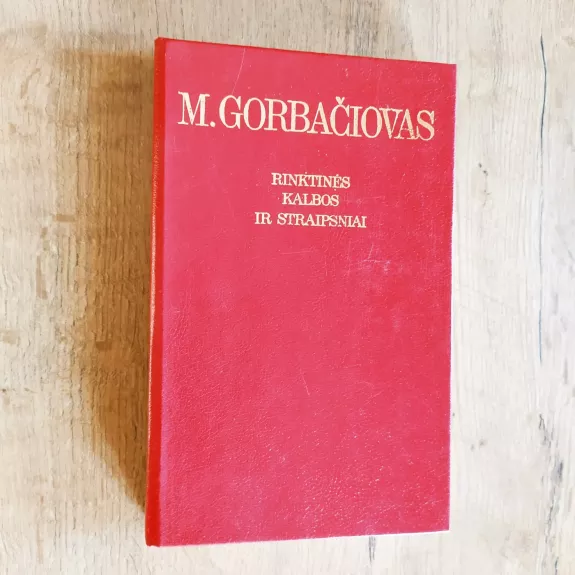 M. GORBAČIOVAS
RINKTINĖS
KALBOS
IR STRAIPSNIAI